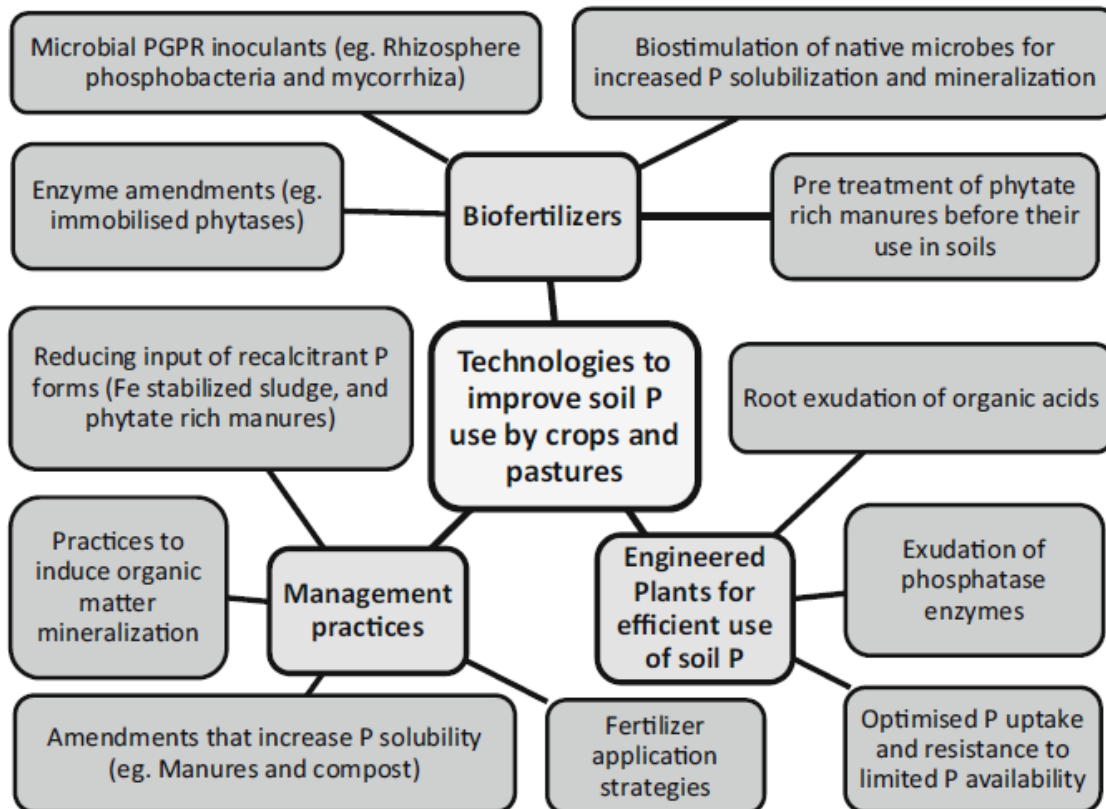 Microbial PGPR inoculants (eg. Rhizosphere
phosphobacteria and mycorrhiza)
Biostimulation of native microbes for
increased P solubilization and mineralization
Enzyme amendments (eg.
immobilised phytases)
Biofertilizers
Pre treatment of phytate
rich manures before their
use in soils
Technologies to
improve soil P
use by crops and
pastures
Reducing input of recalcitrant P
forms (Fe stabilized sludge, and
phytate rich manures)
Root exudation of organic acids
Practices to
induce organic
matter
mineralization
Management
practices
Engineered
Plants for
efficient use
of soil P
Exudation of
phosphatase
enzymes
Amendments that increase P solubility
(eg. Manures and compost)
Fertilizer
application
strategies
Optimised P uptake
and resistance to
limited P availability